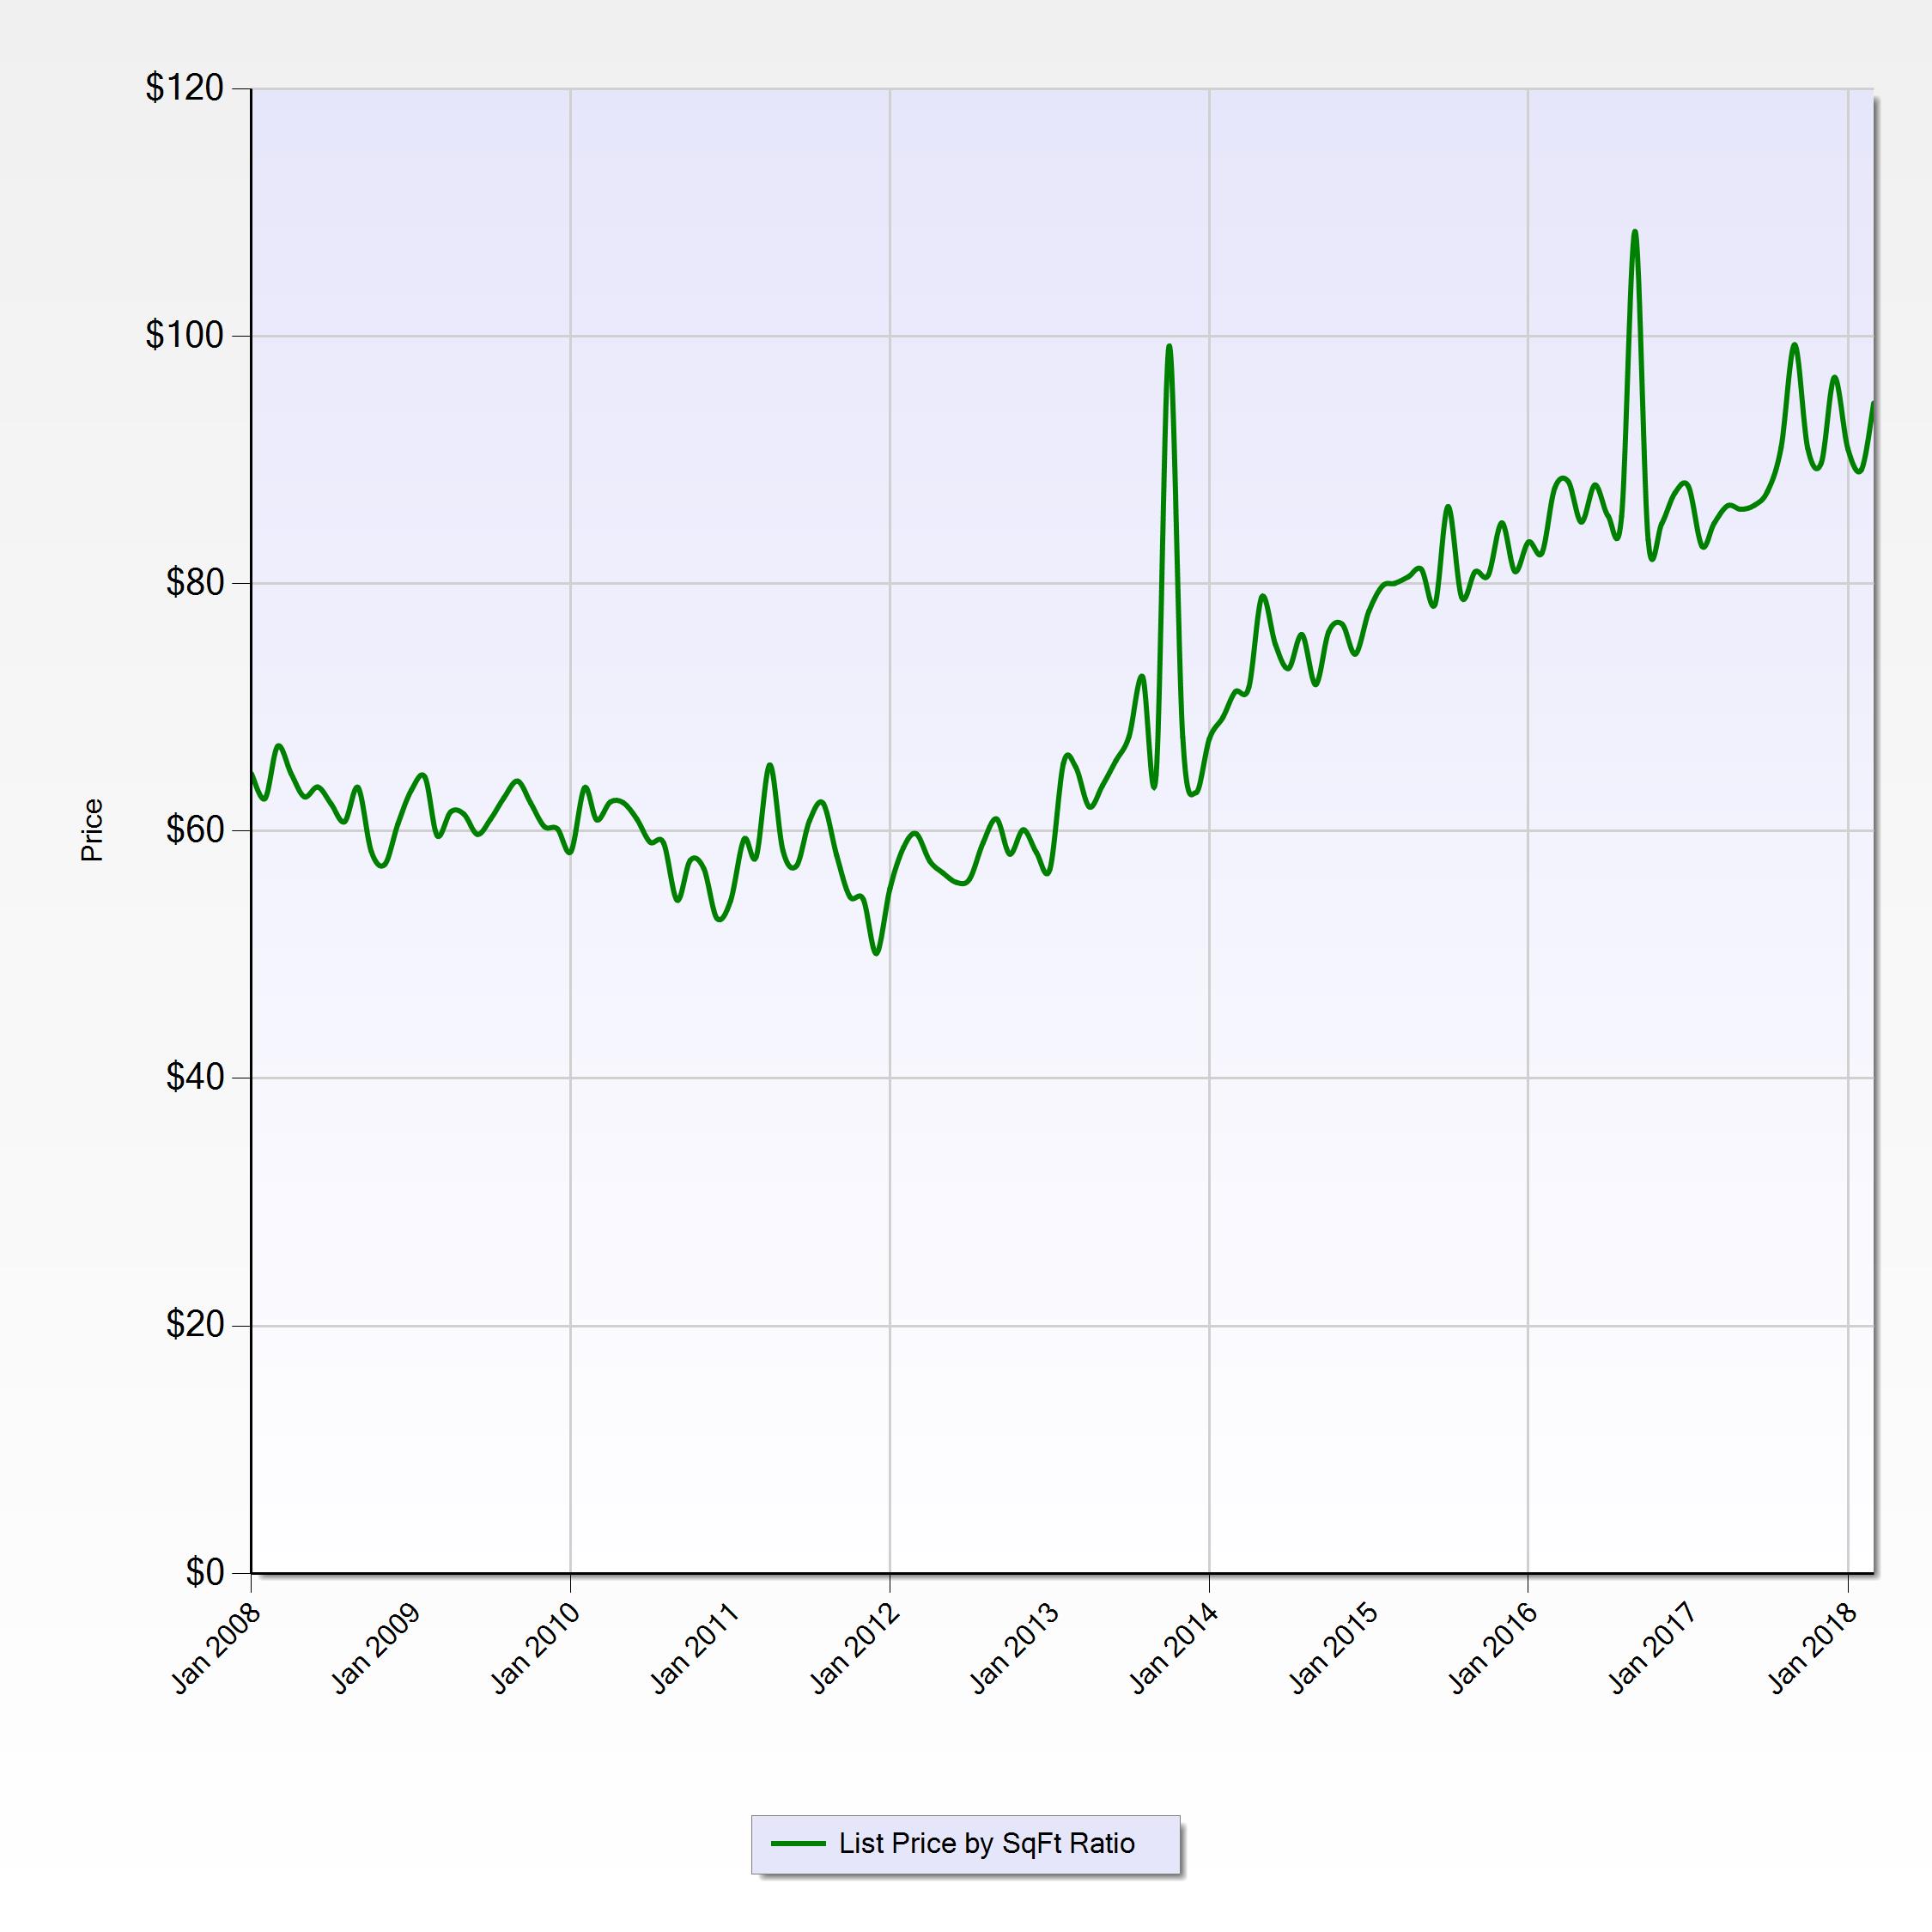 $120
$100
$80
$60
$40
$20
$0
Price
Jan 2008
Jan 2009
Jan 2010
Jan 2011
Jan 2012
Jan 2013
Jan 2014
Jan 2015
Jan 2016
Jan 2017
Jan 2018
List Price by SqFt Ratio